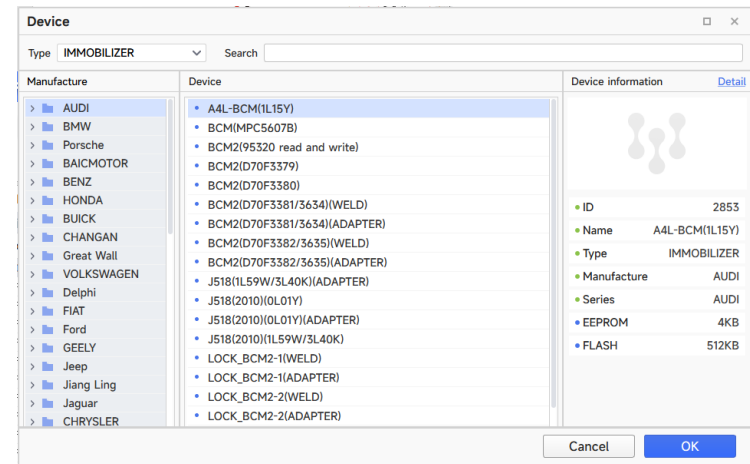 Device
Type IMMOBILIZER Search
Manufacture
AUDI
BMW
Porsche
BAICMOTOR
BENZ
HONDA
BUICK
CHANGAN
Great Wall
VOLKSWAGEN
Delphi
FIAT
Ford
GEELY
Jeep
Jiang Ling
Jaguar
CHRYSLER
Device
A4L-BCM(1L15Y)
BCM(MPC5607B)
BCM2(95320 read and write)
BCM2(D70F3379)
BCM2(D70F3380)
BCM2(D70F3381/3634)(WELD)
BCM2(D70F3381/3634)(ADAPTER)
BCM2(D70F3382/3635)(WELD)
BCM2(D70F3382/3635)(ADAPTER)
J518(1L59W/3L40K)(ADAPTER)
J518(2010)(0L01Y)
J518(2010)(0L01Y)(ADAPTER)
J518(2010)(1L59W/3L40K)
LOCK_BCM2-1(WELD)
LOCK_BCM2-1(ADAPTER)
LOCK_BCM2-2(WELD)
LOCK_BCM2-2(ADAPTER)
Device information Detail
ID 2853
Name A4L-BCM(1L15Y)
Type IMMOBILIZER
Manufacture AUDI
Series AUDI
EEPROM 4KB
FLASH 512KB
Cancel OK